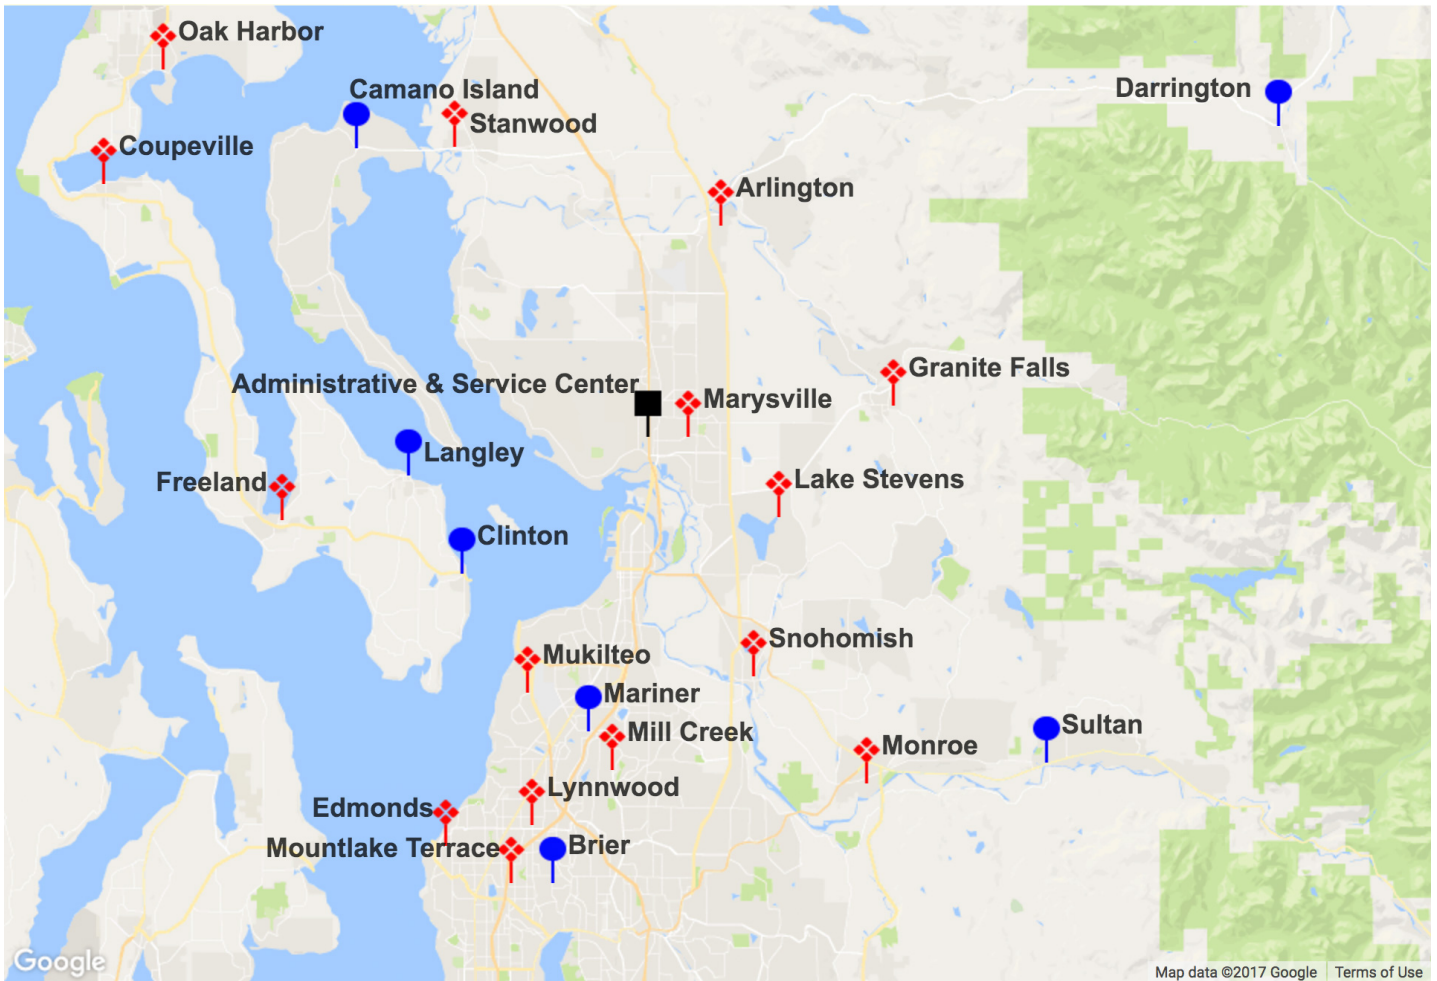 Oak Harbor
Camano Island
Darrington
Stanwood
Coupeville
Arlington
Granite Falls
Administrative & Service Center
Marysville
Langley
Freeland
Lake Stevens
Clinton
Snohomish
Mukilteo
Mariner
Sultan
Mill Creek
Monroe
Lynnwood
Edmonds
Mountlake Terrace
Brier
Google
Map data ©2017 Google
Terms of Use